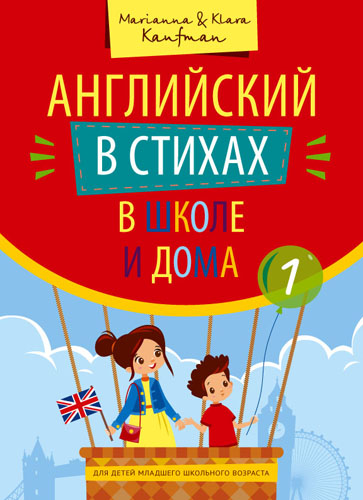 Marianna & Klara
Kaufman
АНГЛИЙСКИЙ
В СТИХАХ
В ШКОЛЕ
И ДОМА
1
ДЛЯ ДЕТЕЙ МЛАДШЕГО ШКОЛЬНОГО ВОЗРАСТА